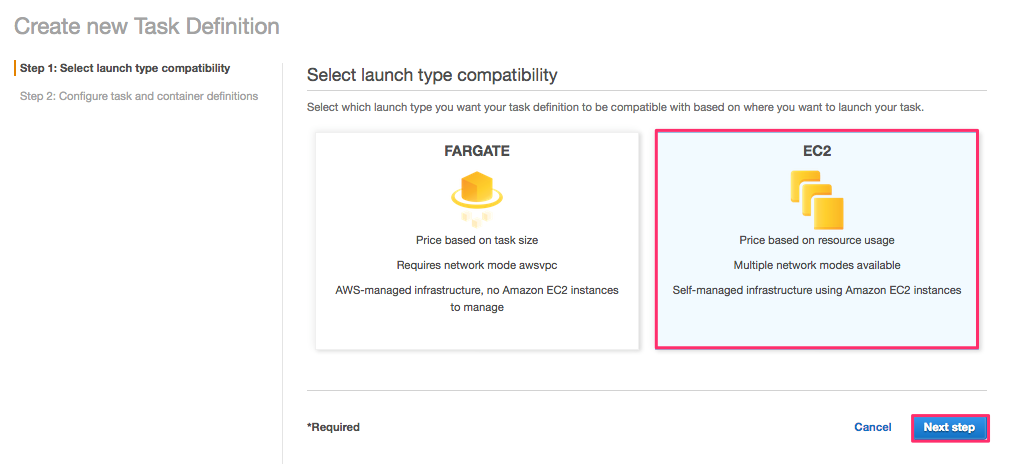 Create new Task Definition
Step 1: Select launch type compatibility
Step 2: Configure task and container definitions
Select launch type compatibility
Select which launch type you want your task definition to be compatible with based on where you want to launch your task.
FARGATE
Price based on task size
Requires network mode awsvpc
AWS-managed infrastructure, no Amazon EC2 instances
to manage
EC2
Price based on resource usage
Multiple network modes available
Self-managed infrastructure using Amazon EC2 instances
*Required
Cancel
Next step